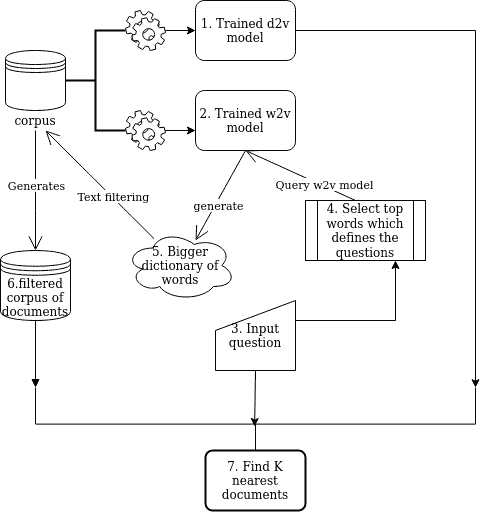 1. Trained d2v
model
corpus
2. Trained w2v
model
Generates
Text filtering
generate
Query w2v model
4. Select top
words which
defines the
questions
5. Bigger
dictionary of
words
6.filtered
corpus of
documents
3. Input
question
7. Find K
nearest
documents